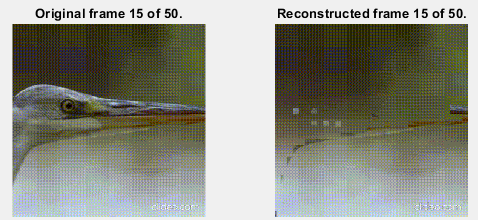 Original frame 15 of 50.
Reconstructed frame 15 of 50.